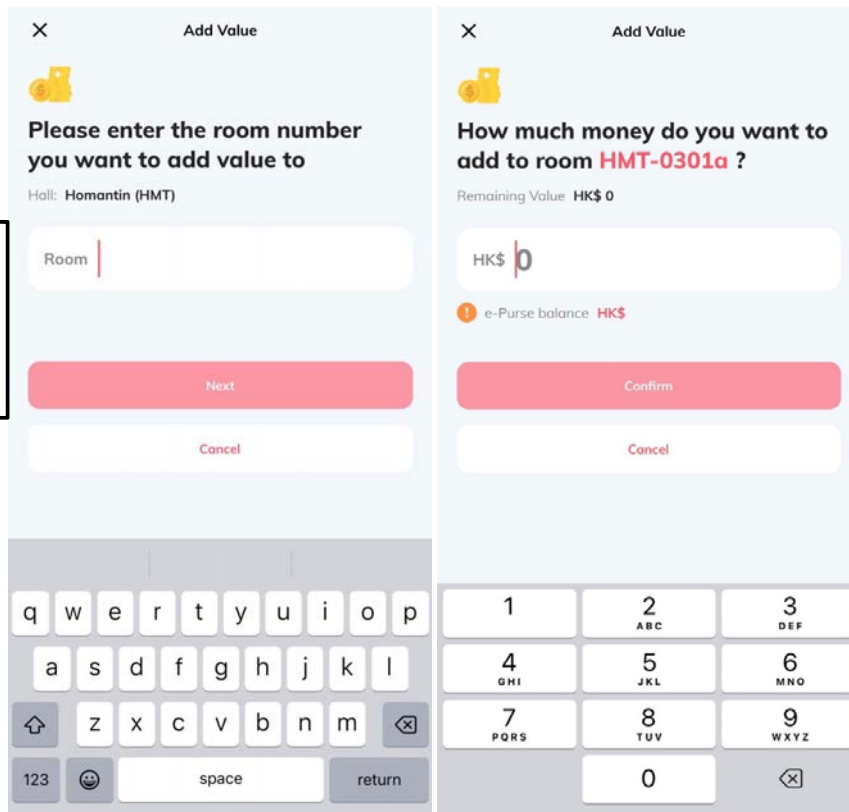 Add Value
Please enter the room number
you want to add value to
Hall: Homantin (HMT)
Room
Next
Cancel
q w e r t y u i o p
a s d f g h j k l
z x c v b n m
123 space return
Add Value
How much money do you want to
add to room HMT-0301a ?
Remaining Value HK$ 0
HK$ 0
! e-Purse balance HK$
Confirm
Cancel
1 2 3
ABC DEF
4 5 6
GHI JKL MNO
7 8 9
PQRS TUV WXYZ
0